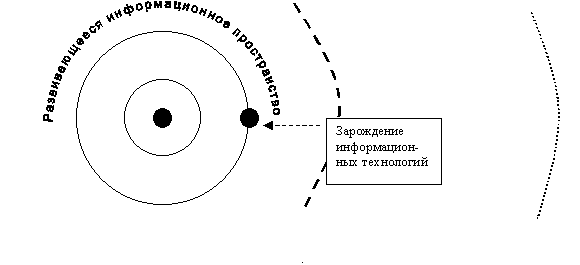 Развивающееся информационное пространство
Зарождение
информацион-
ных технологий